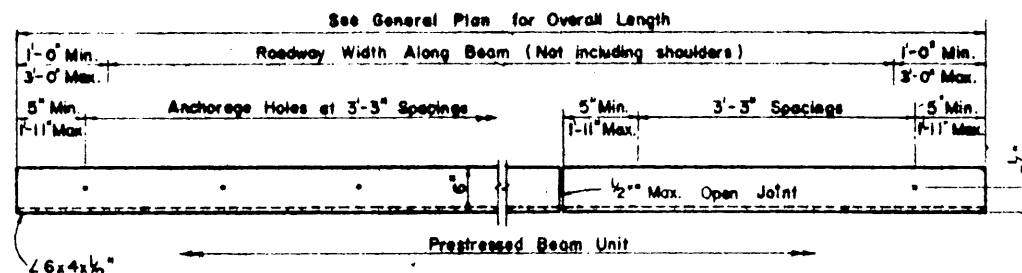 See General Plan for Overall Length
1'-0" Min.
3'-0" Max.
Roadway Width Along Beam (Not including shoulders)
1'-0" Min.
3'-0" Max.
5" Min.
1'-11" Max.
Anchorage Holes at 3'-3" Spacings
5" Min.
1'-11" Max.
3'-3" Spacings
5" Min.
1'-11" Max.
6"
½"" Max. Open Joint
Prestressed Beam Unit
∠6x4x½"